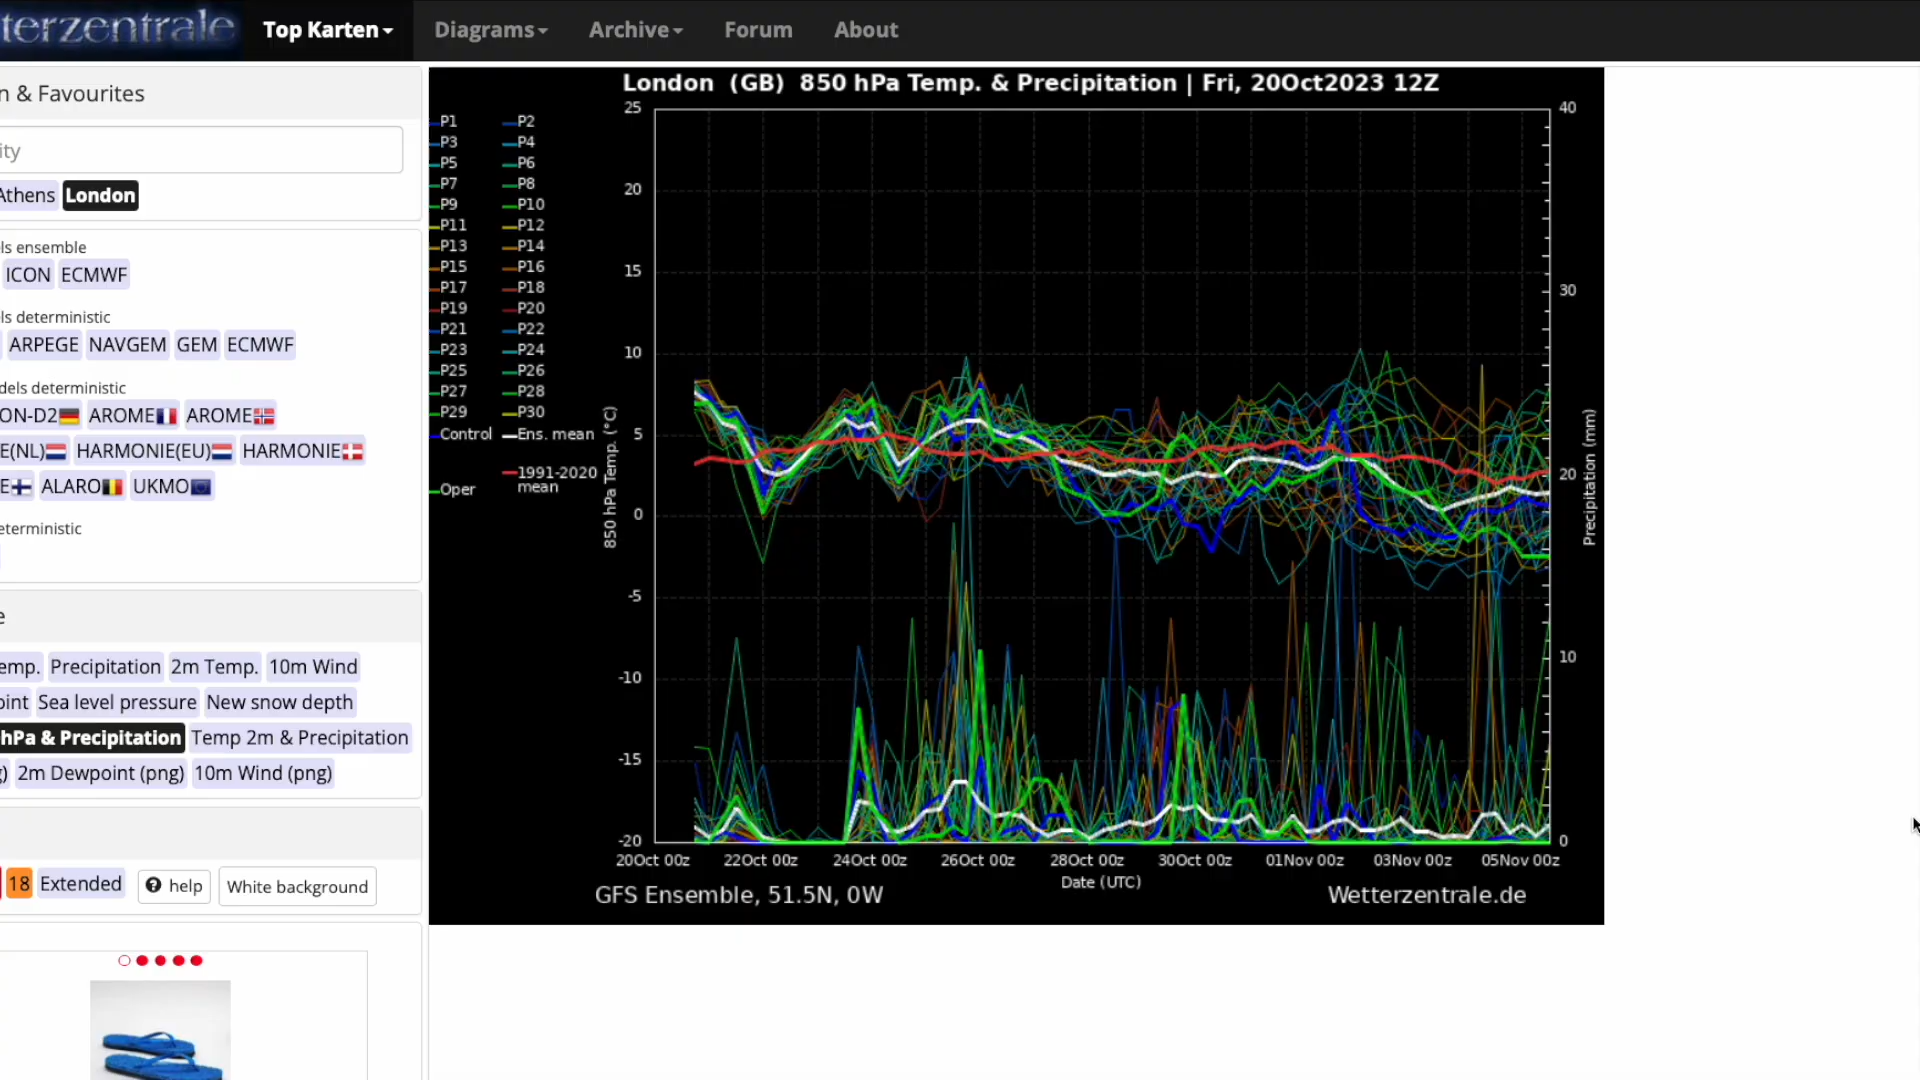 terzentrale
Top Karten
Diagrams
Archive
Forum
About
n & Favourites
ity
Athens London
ls ensemble
ICON ECMWF
ls deterministic
ARPEGE NAVGEM GEM ECMWF
dels deterministic
ON-D2 AROME AROME
E(NL) HARMONIE(EU) HARMONIE
E ALARO UKMO
eterministic
e
emp. Precipitation 2m Temp. 10m Wind
oint Sea level pressure New snow depth
hPa & Precipitation Temp 2m & Precipitation
g) 2m Dewpoint (png) 10m Wind (png)
18 Extended help White background
London (GB) 850 hPa Temp. & Precipitation | Fri, 20Oct2023 12Z
P1 P2
P3 P4
P5 P6
P7 P8
P9 P10
P11 P12
P13 P14
P15 P16
P17 P18
P19 P20
P21 P22
P23 P24
P25 P26
P27 P28
P29 P30
Control Ens. mean
1991-2020
mean
Oper
850 hPa Temp. (°C)
25
20
15
10
5
0
-5
-10
-15
-20
40
30
20
10
0
Precipitation (mm)
20Oct 00z 22Oct 00z 24Oct 00z 26Oct 00z 28Oct 00z 30Oct 00z 01Nov 00z 03Nov 00z 05Nov 00z
Date (UTC)
GFS Ensemble, 51.5N, 0W
Wetterzentrale.de